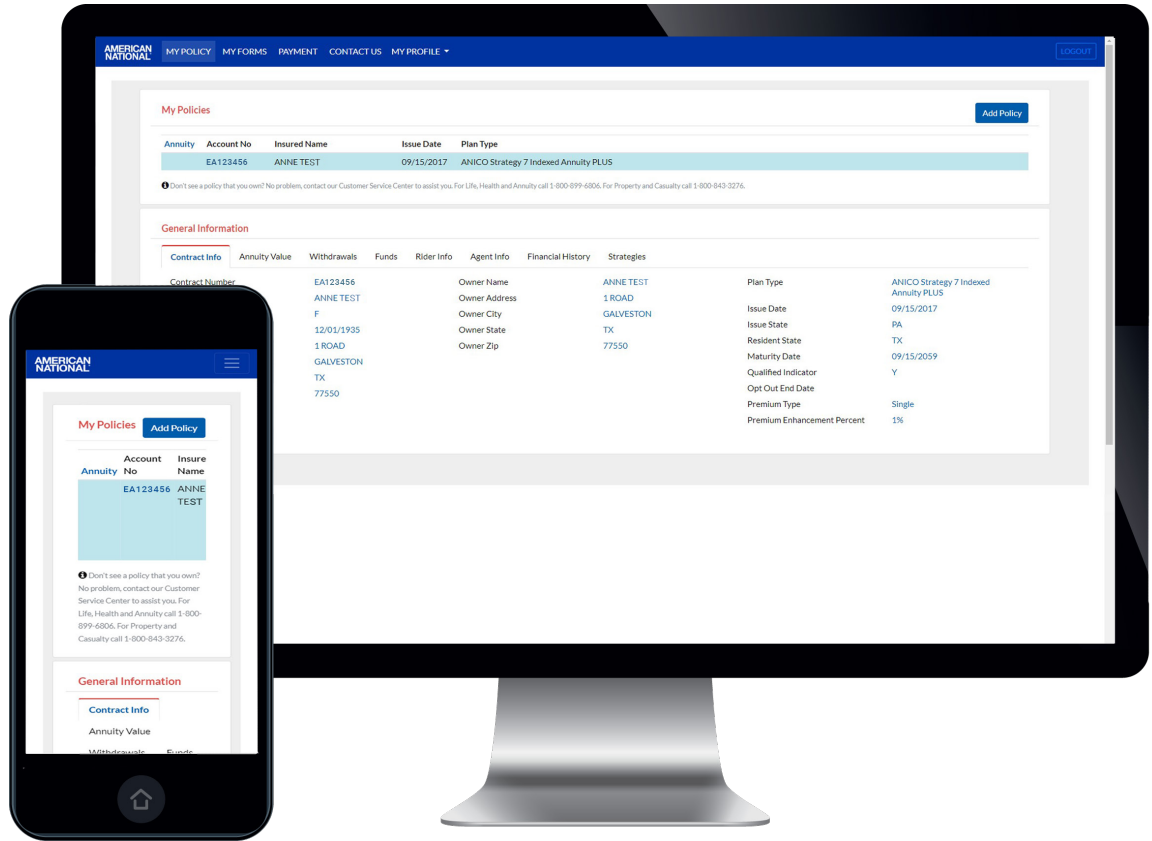 AMERICAN
NATIONAL
MY POLICY MY FORMS PAYMENT CONTACT US MY PROFILE LOGOUT
My Policies
Add Policy
Annuity Account No Insured Name Issue Date Plan Type
EA123456 ANNE TEST 09/15/2017 ANICO Strategy 7 Indexed Annuity PLUS
Don't see a policy that you own? No problem, contact our Customer Service Center to assist you. For Life, Health and Annuity call 1-800-899-6806. For Property and Casualty call 1-800-843-3276.
General Information
Contract Info Annuity Value Withdrawals Funds Rider Info Agent Info Financial History Strategies
Contract Number EA123456 Owner Name ANNE TEST Plan Type ANICO Strategy 7 Indexed
Annuity PLUS
ANNE TEST Owner Address 1 ROAD
F Owner City GALVESTON Issue Date 09/15/2017
12/01/1935 Owner State TX Issue State PA
1 ROAD Owner Zip 77550 Resident State TX
GALVESTON Maturity Date 09/15/2059
TX Qualified Indicator Y
77550 Opt Out End Date
Premium Type Single
Premium Enhancement Percent 1%
AMERICAN
NATIONAL
My Policies Add Policy
Account Insure
Annuity No Name
EA123456 ANNE
TEST
Don't see a policy that you own?
No problem, contact our Customer
Service Center to assist you. For
Life, Health and Annuity call 1-800-
899-6806. For Property and
Casualty call 1-800-843-3276.
General Information
Contract Info
Annuity Value
Withdrawals Funds